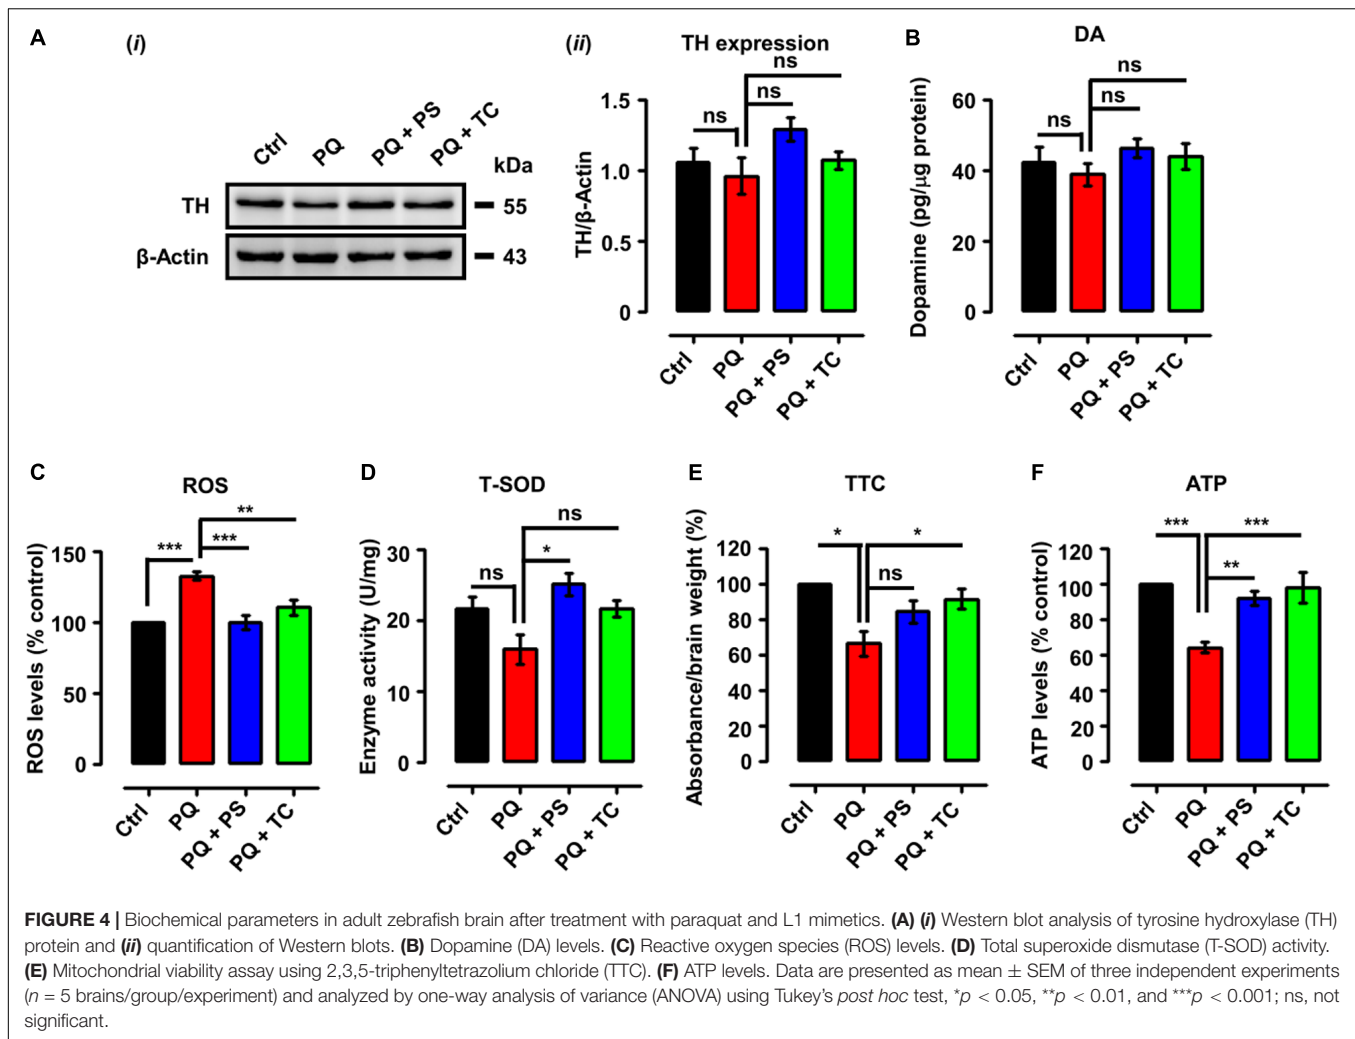 A
(i)
Ctrl
PQ
PQ + PS
PQ + TC
kDa
TH
55
β-Actin
43
(ii)
TH expression
ns
ns
ns
TH/β-Actin
1.5
1.0
0.5
0
Ctrl
PQ
PQ + PS
PQ + TC
B
DA
ns
ns
ns
Dopamine (pg/µg protein)
60
40
20
0
Ctrl
PQ
PQ + PS
PQ + TC
C
ROS
**
***
***
ROS levels (% control)
150
100
50
0
Ctrl
PQ
PQ + PS
PQ + TC
D
T-SOD
ns
*
ns
Enzyme activity (U/mg)
30
20
10
0
Ctrl
PQ
PQ + PS
PQ + TC
E
TTC
*
*
ns
Absorbance/brain weight (%)
120
100
80
60
40
20
0
Ctrl
PQ
PQ + PS
PQ + TC
F
ATP
***
***
**
ATP levels (% control)
120
100
80
60
40
20
0
Ctrl
PQ
PQ + PS
PQ + TC
FIGURE 4 | Biochemical parameters in adult zebrafish brain after treatment with paraquat and L1 mimetics. (A) (i) Western blot analysis of tyrosine hydroxylase (TH)
protein and (ii) quantification of Western blots. (B) Dopamine (DA) levels. (C) Reactive oxygen species (ROS) levels. (D) Total superoxide dismutase (T-SOD) activity.
(E) Mitochondrial viability assay using 2,3,5-triphenyltetrazolium chloride (TTC). (F) ATP levels. Data are presented as mean ± SEM of three independent experiments
(n = 5 brains/group/experiment) and analyzed by one-way analysis of variance (ANOVA) using Tukey's post hoc test, *p < 0.05, **p < 0.01, and ***p < 0.001; ns, not
significant.